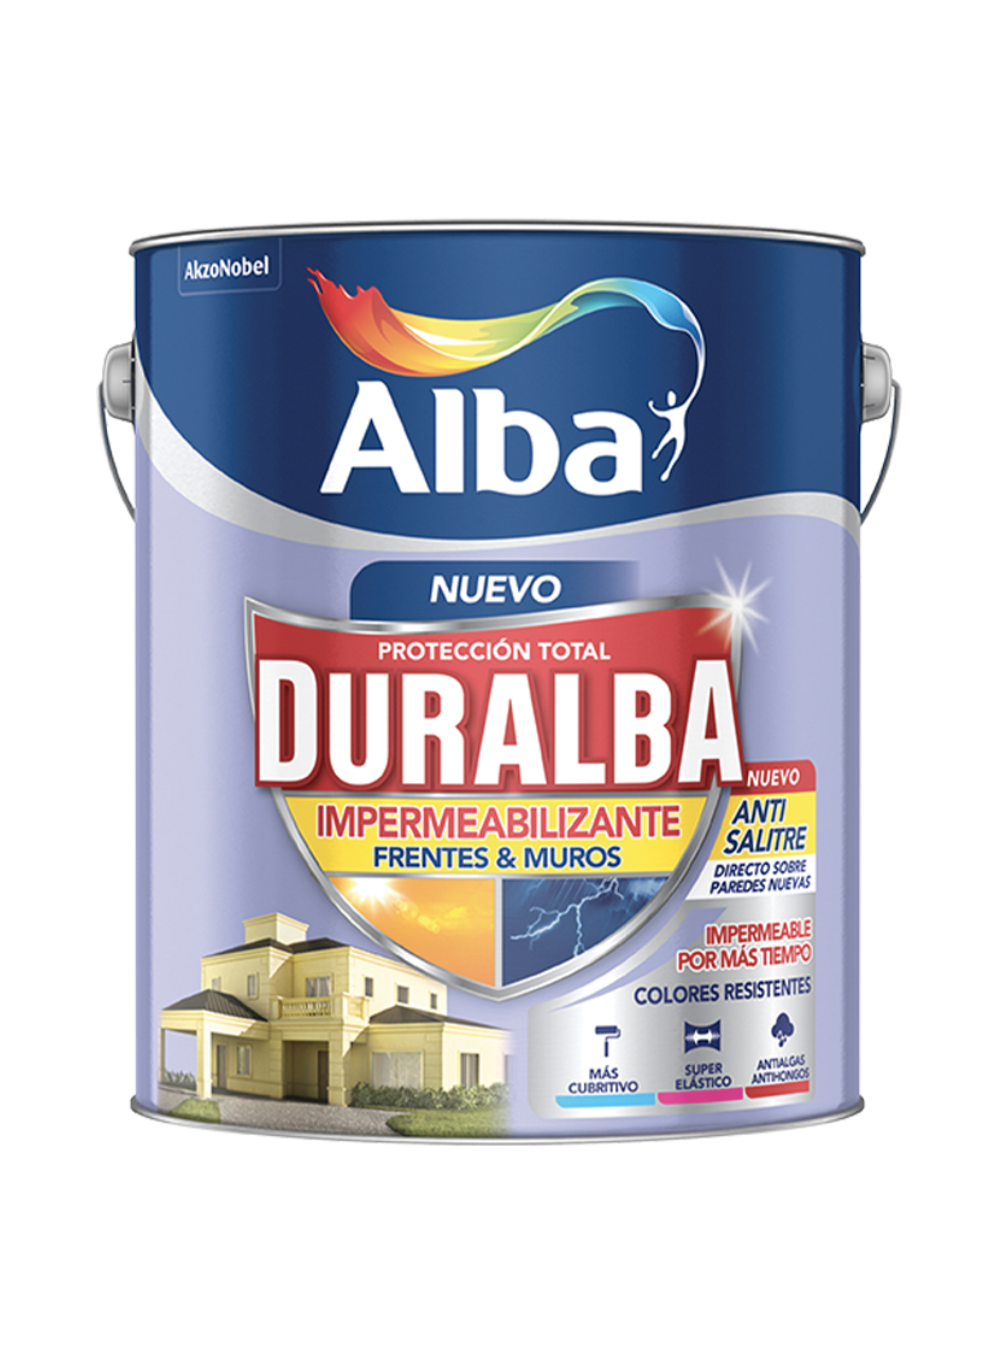 AkzoNobel
Alba
NUEVO
PROTECCIÓN TOTAL
DURALBA
IMPERMEABILIZANTE
FRENTES & MUROS
NUEVO
ANTI
SALITRE
DIRECTO SOBRE
PAREDES NUEVAS
IMPERMEABLE
POR MÁS TIEMPO
COLORES RESISTENTES
MÁS
CUBRITIVO
SUPER
ELÁSTICO
ANTIALGAS
ANTIHONGOS